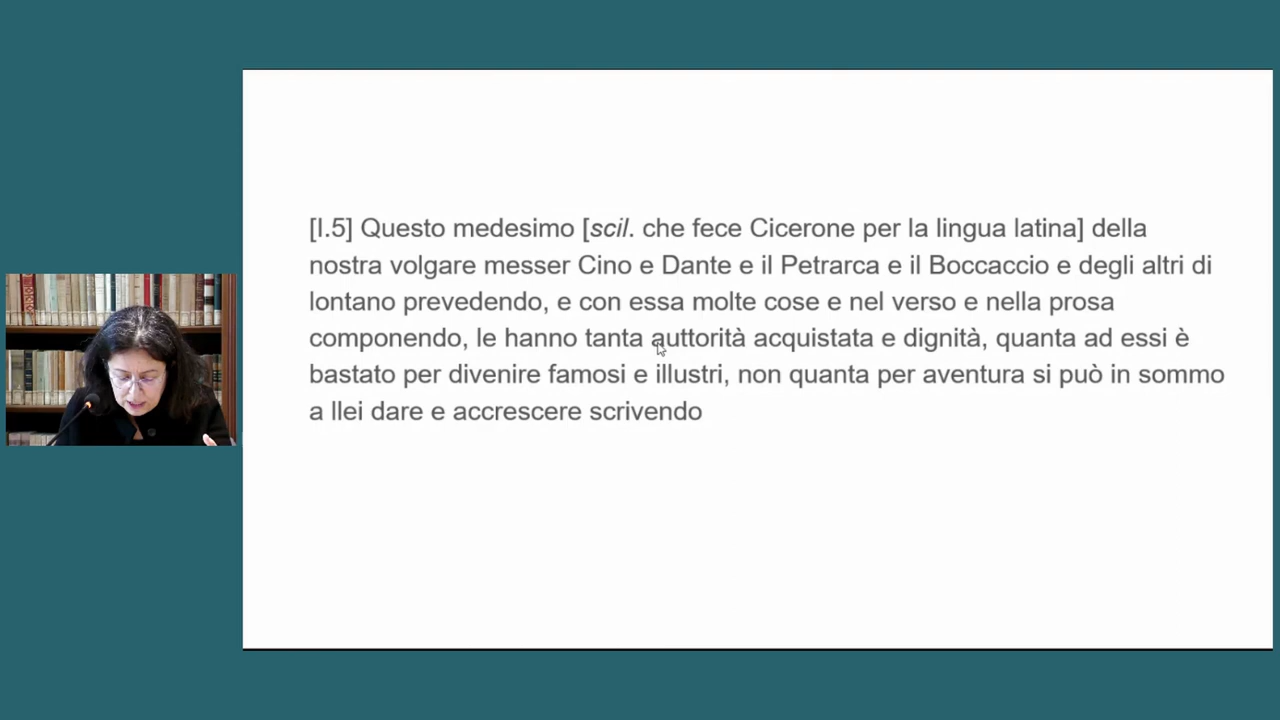 [I.5] Questo medesimo [scil. che fece Cicerone per la lingua latina] della
nostra volgare messer Cino e Dante e il Petrarca e il Boccaccio e degli altri di
lontano prevedendo, e con essa molte cose e nel verso e nella prosa
componendo, le hanno tanta auttorità acquistata e dignità, quanta ad essi è
bastato per divenire famosi e illustri, non quanta per aventura si può in sommo
a llei dare e accrescere scrivendo